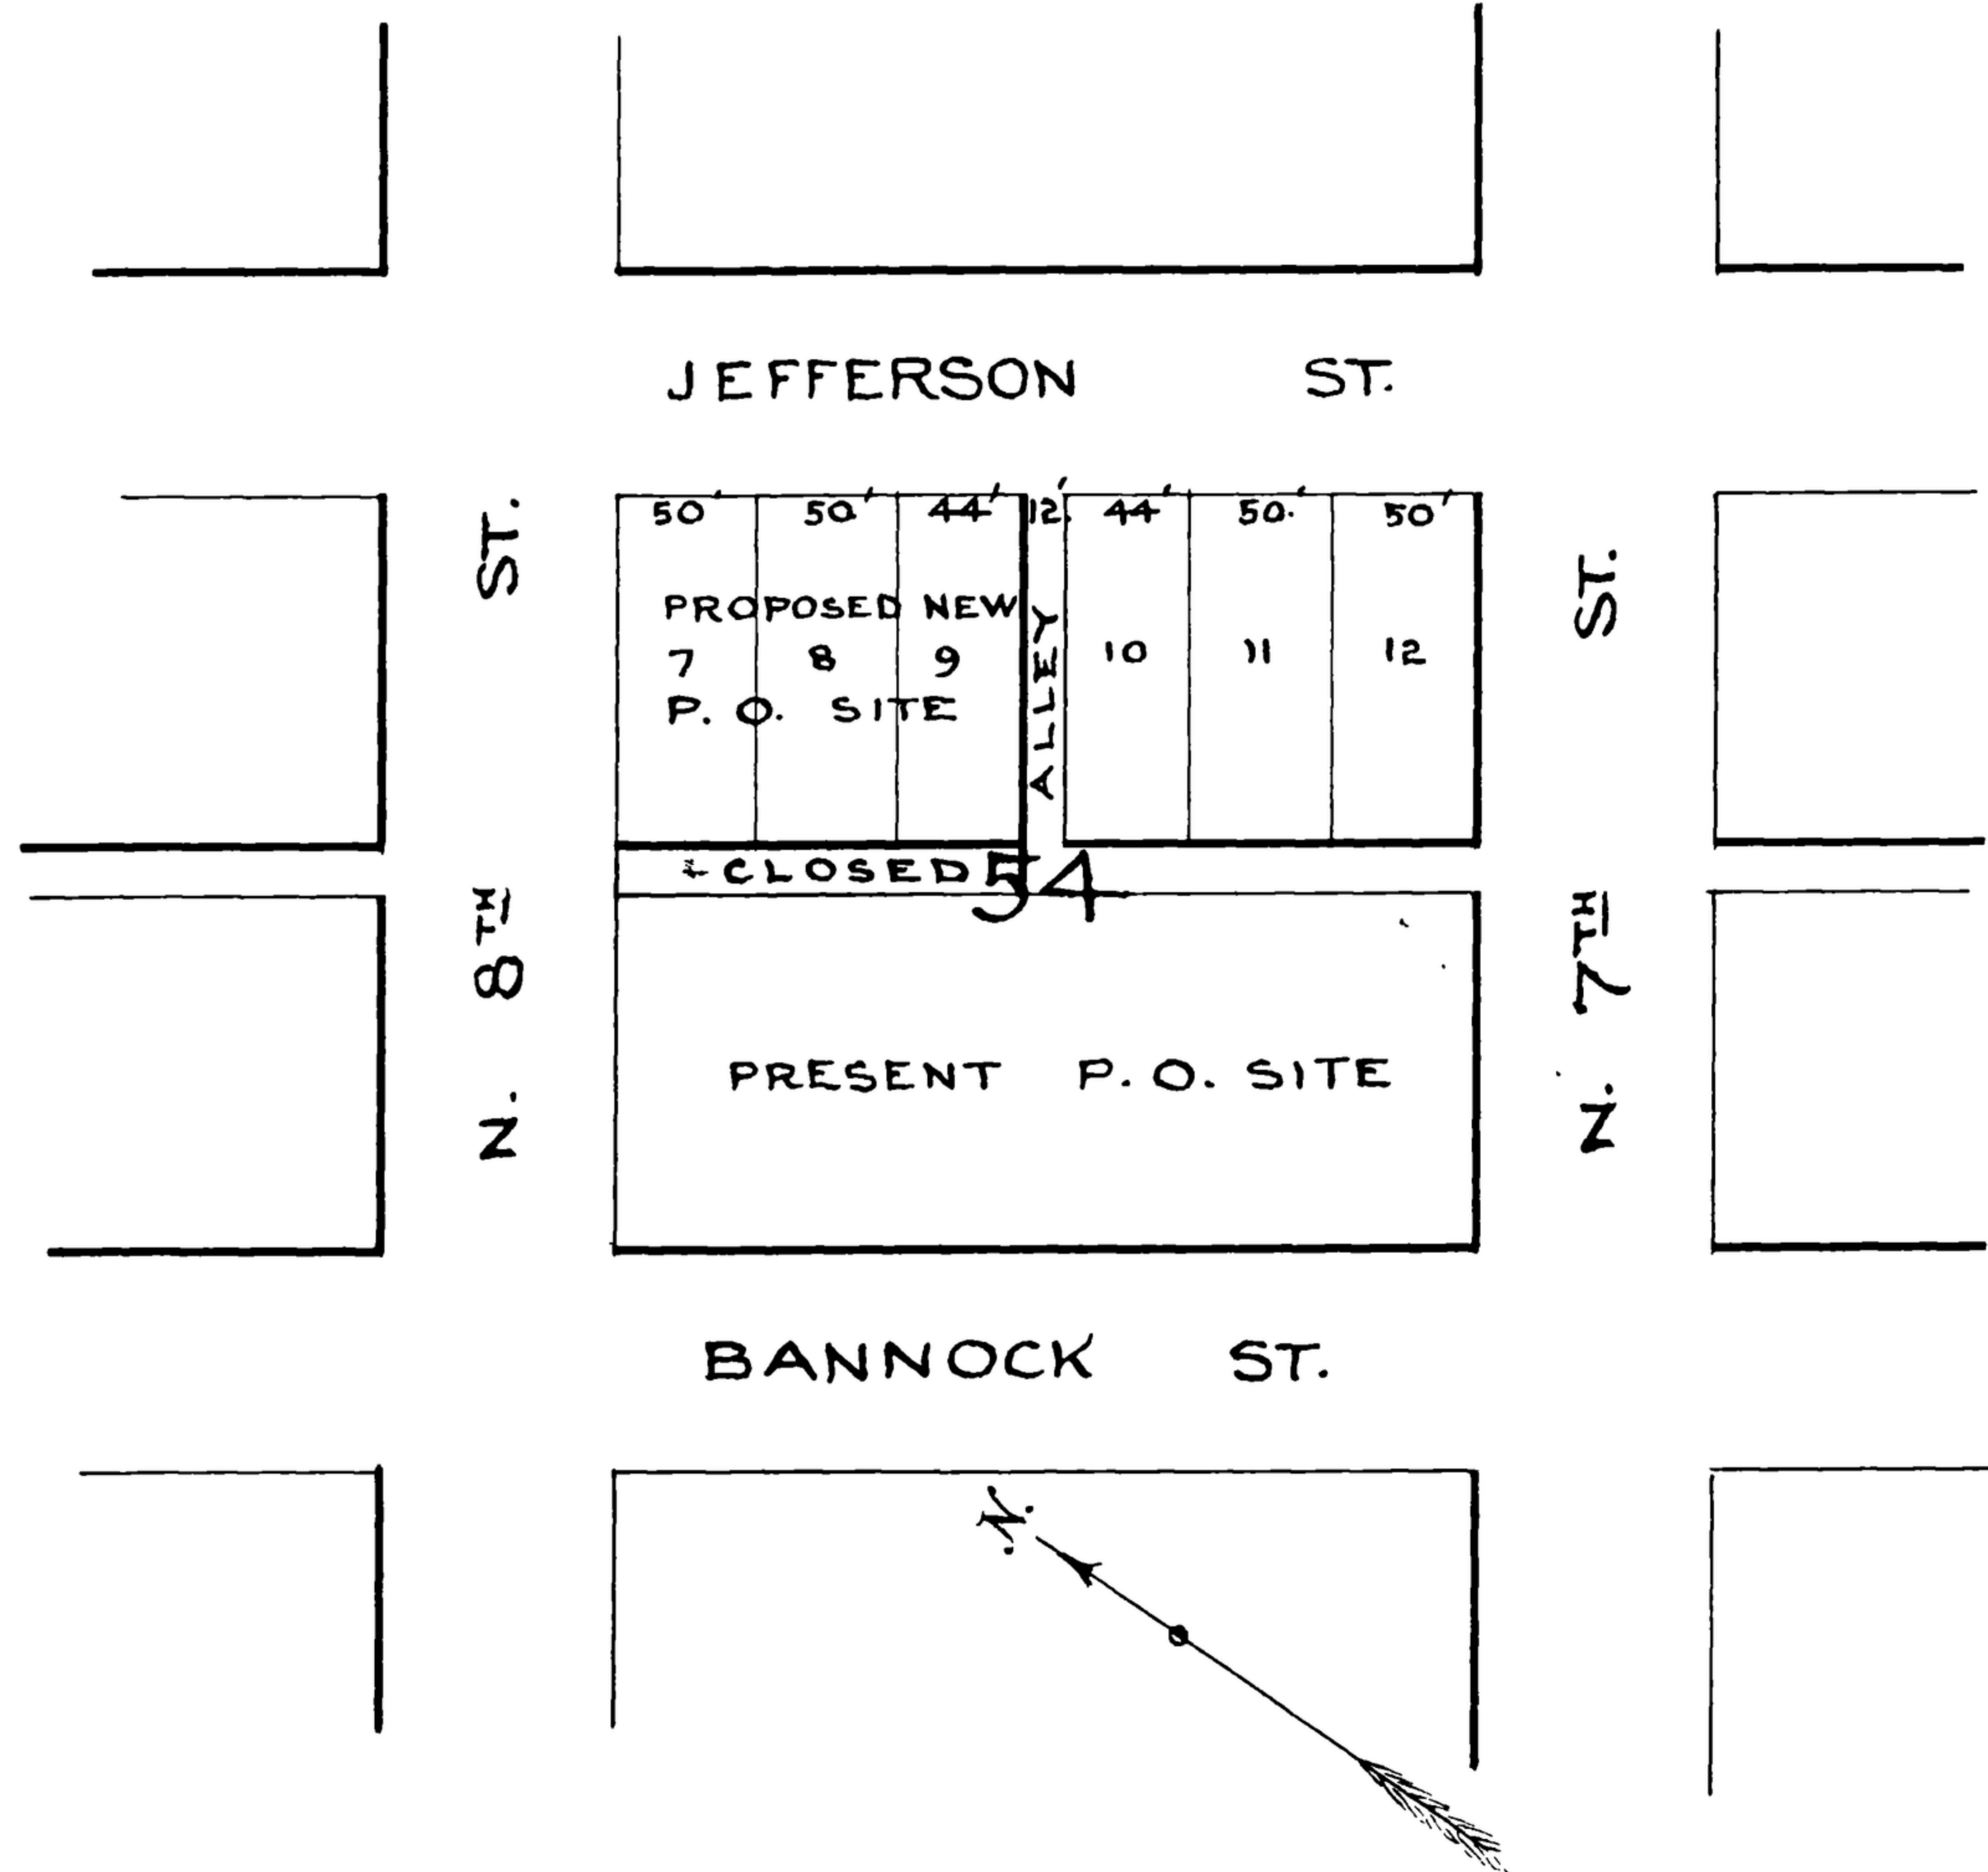 JEFFERSON ST.
50' 50' 44' 12' 44' 50' 50'
PROPOSED NEW
7 8 9
P. O. SITE
ALLEY
10 11 12
CLOSED
54
N. 8TH ST.
N. 7TH ST.
PRESENT P. O. SITE
BANNOCK ST.
N.